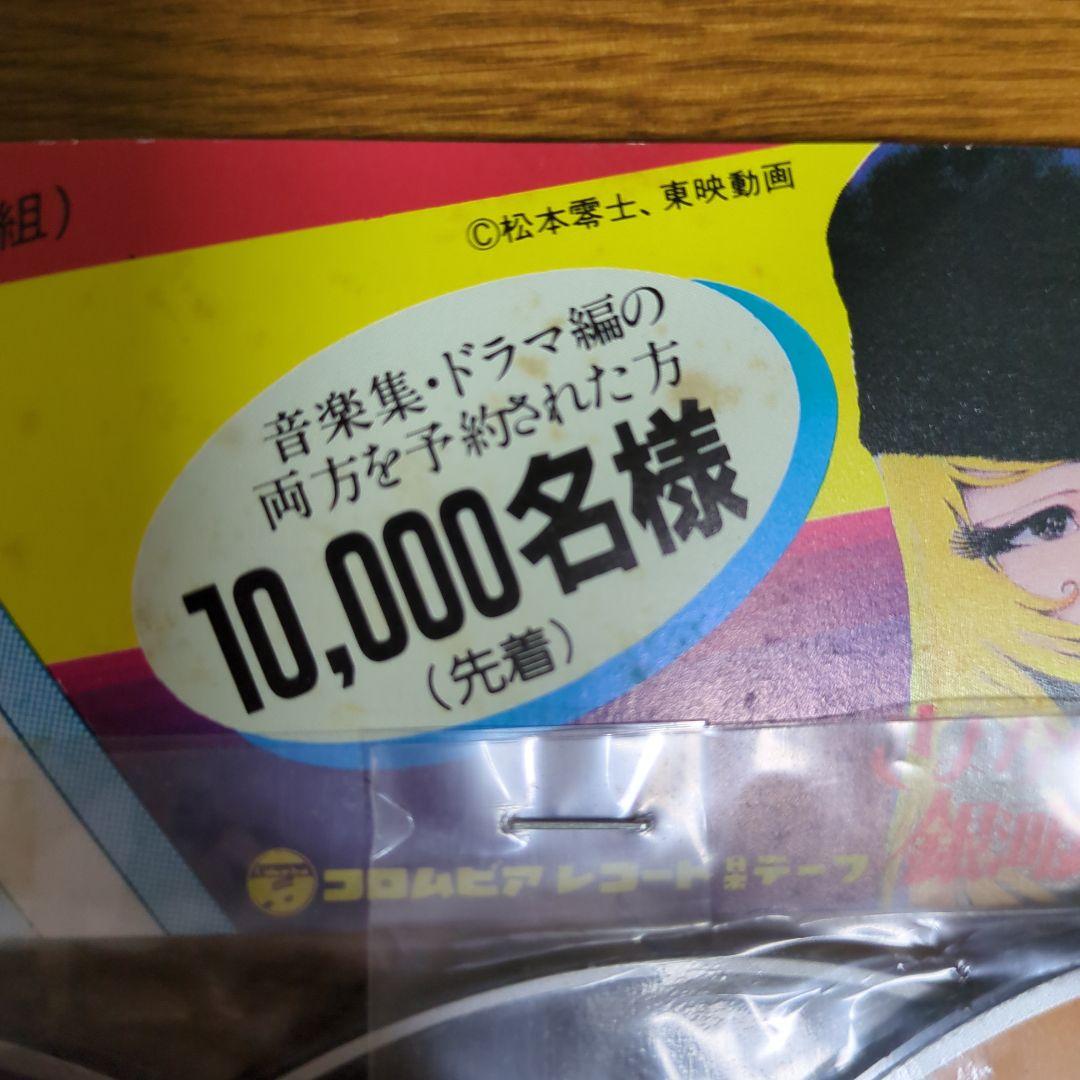 組)
©松本零士、東映動画
音楽集・ドラマ編の
両方を予約された方
10,000名様
(先着)
コロムビアレコード日本テープ